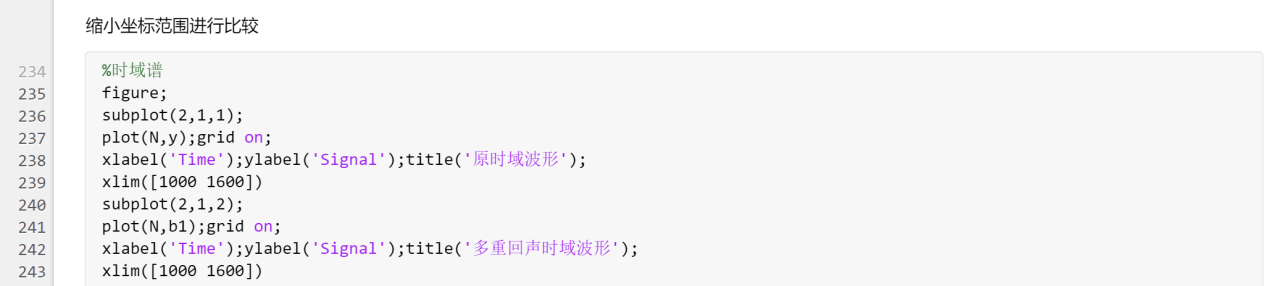 缩小坐标范围进行比较
234 %时域谱
235 figure;
236 subplot(2,1,1);
237 plot(N,y);grid on;
238 xlabel('Time');ylabel('Signal');title('原时域波形');
239 xlim([1000 1600])
240 subplot(2,1,2);
241 plot(N,b1);grid on;
242 xlabel('Time');ylabel('Signal');title('多重回声时域波形');
243 xlim([1000 1600])